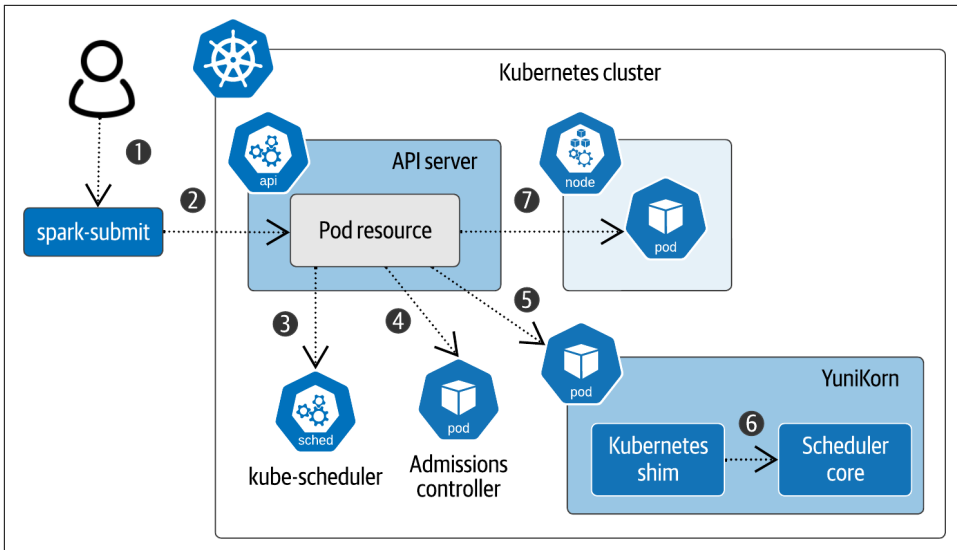 Kubernetes cluster
1
api
API server
node
2
7
spark-submit
Pod resource
pod
3
4
5
sched
pod
pod
YuniKorn
kube-scheduler
Admissions
controller
Kubernetes
shim
6
Scheduler
core